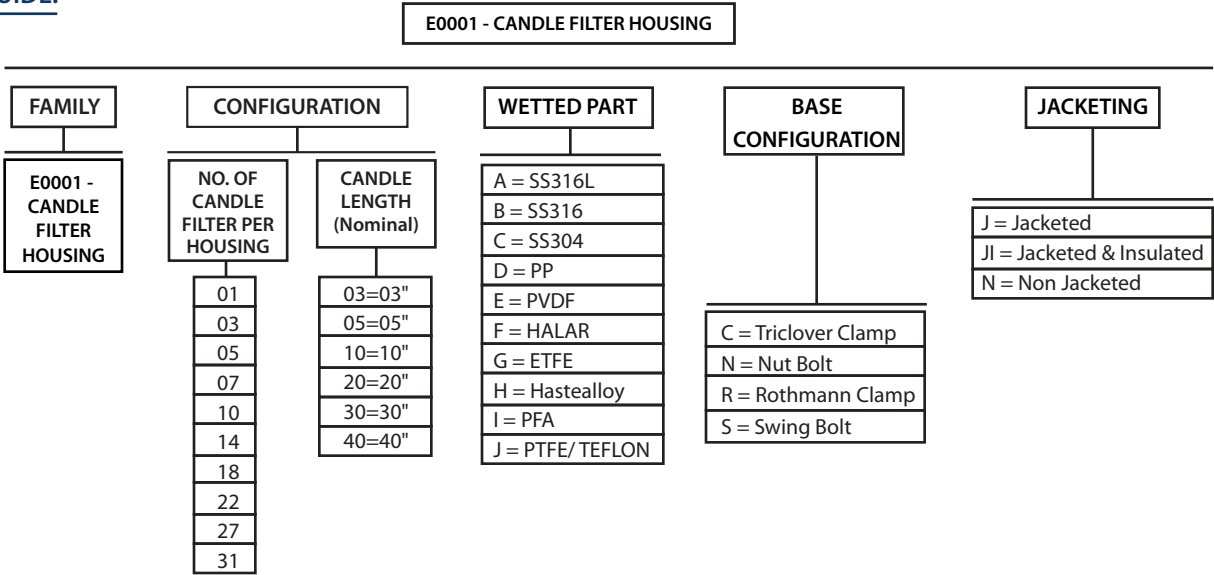 E0001 - CANDLE FILTER HOUSING
FAMILY
E0001 -
CANDLE
FILTER
HOUSING
CONFIGURATION
NO. OF
CANDLE
FILTER PER
HOUSING
01
03
05
07
10
14
18
22
27
31
CANDLE
LENGTH
(Nominal)
03=03"
05=05"
10=10"
20=20"
30=30"
40=40"
WETTED PART
A = SS316L
B = SS316
C = SS304
D = PP
E = PVDF
F = HALAR
G = ETFE
H = Hastealloy
I = PFA
J = PTFE/ TEFLON
BASE
CONFIGURATION
C = Triclover Clamp
N = Nut Bolt
R = Rothmann Clamp
S = Swing Bolt
JACKETING
J = Jacketed
JI = Jacketed & Insulated
N = Non Jacketed